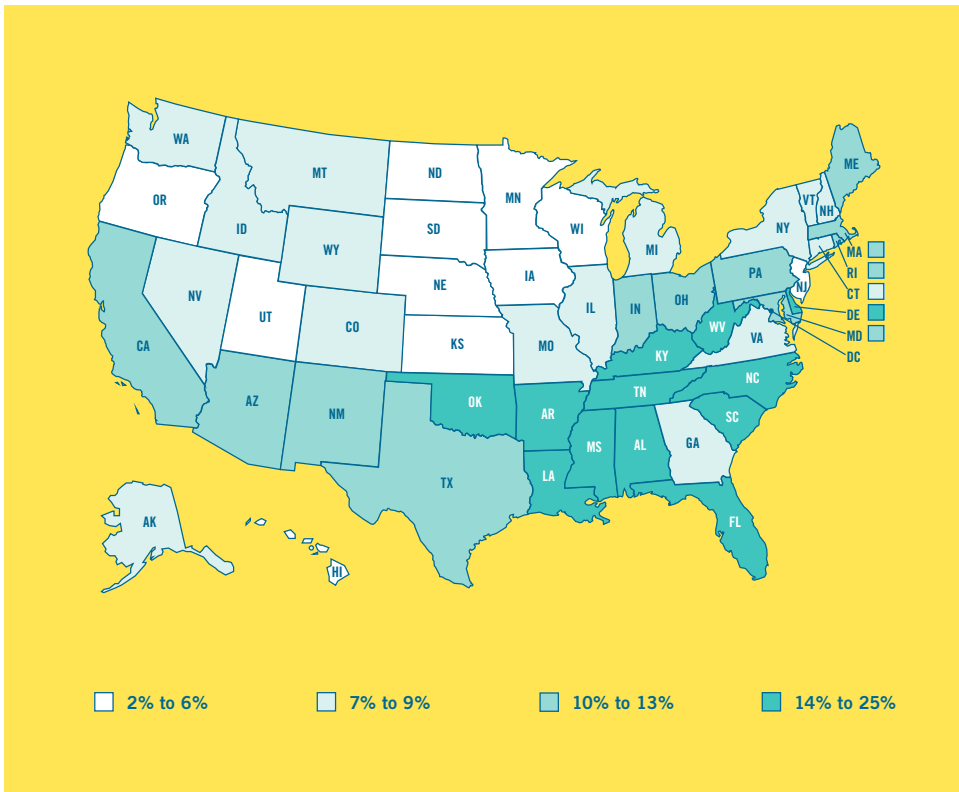 WA
MT
ND
MN
ME
OR
ID
WY
SD
WI
MI
NY
VT
NH
MA
RI
CT
DE
MD
DC
NV
UT
CO
NE
IA
IL
IN
OH
PA
NJ
CA
KS
MO
KY
WV
VA
AZ
NM
OK
AR
TN
NC
SC
TX
LA
MS
AL
GA
FL
AK
HI
2% to 6%
7% to 9%
10% to 13%
14% to 25%